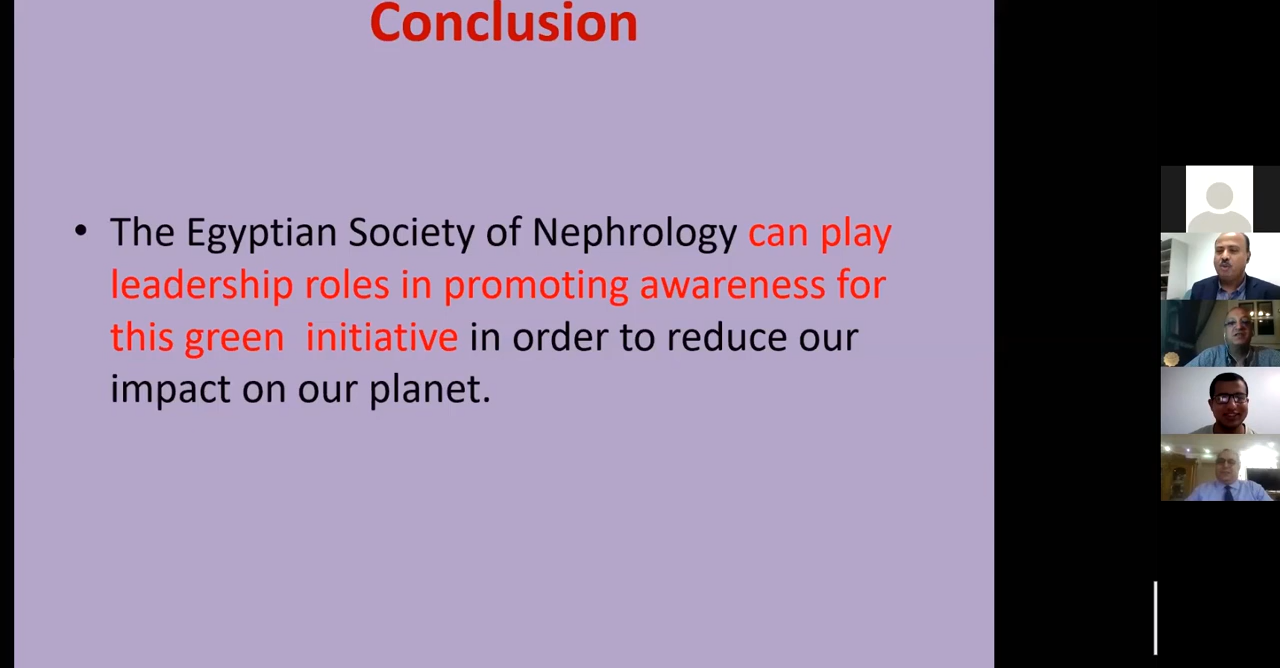 Conclusion
• The Egyptian Society of Nephrology can play
leadership roles in promoting awareness for
this green  initiative in order to reduce our
impact on our planet.